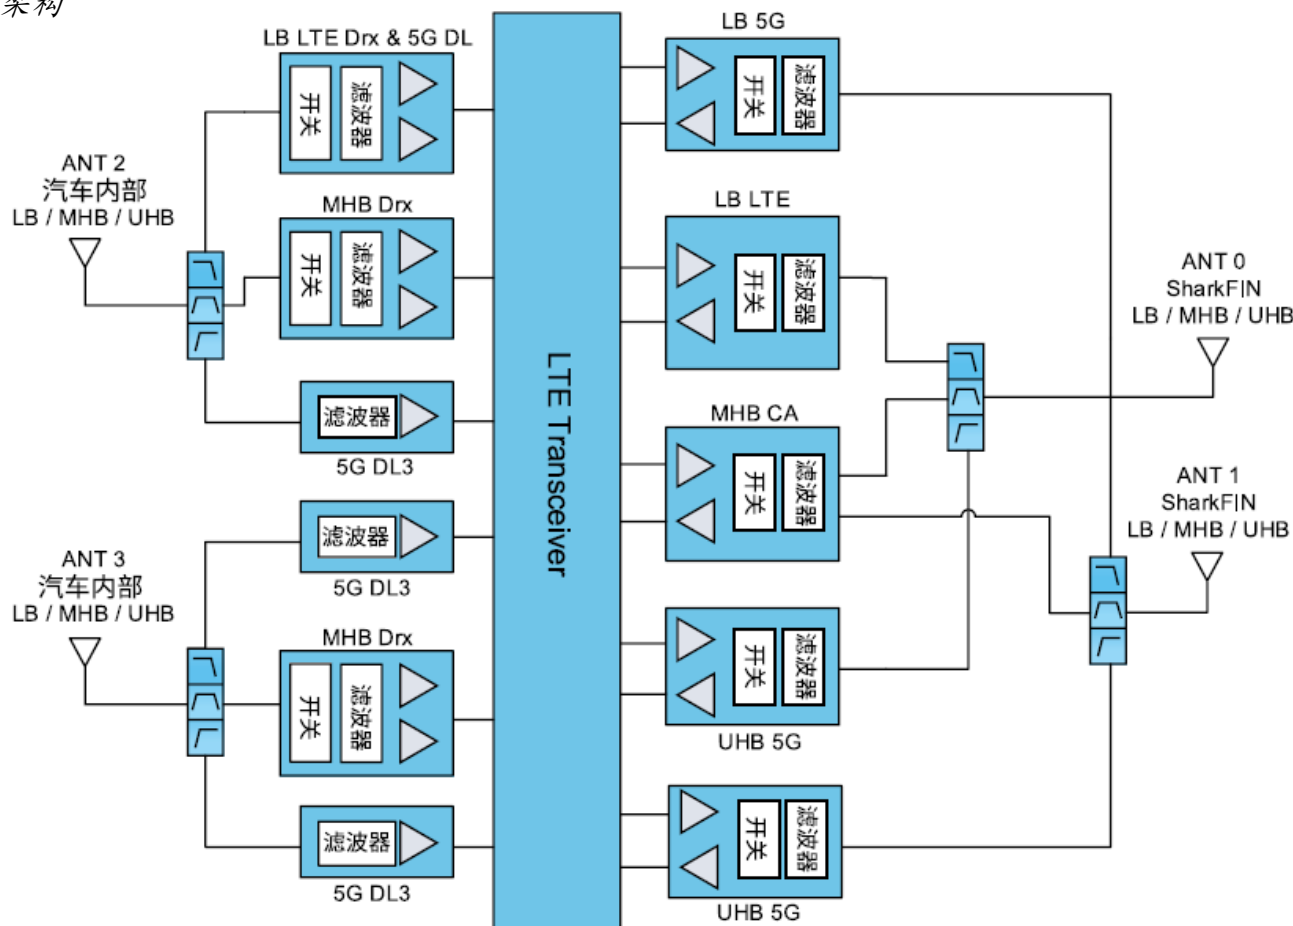 架构
LB LTE Drx & 5G DL
开关
滤波器
ANT 2
汽车内部
LB / MHB / UHB
MHB Drx
开关
滤波器
滤波器
5G DL3
滤波器
5G DL3
ANT 3
汽车内部
LB / MHB / UHB
MHB Drx
开关
滤波器
滤波器
5G DL3
LTE Transceiver
LB 5G
开关
滤波器
LB LTE
开关
滤波器
MHB CA
开关
滤波器
开关
滤波器
UHB 5G
开关
滤波器
UHB 5G
ANT 0
SharkFIN
LB / MHB / UHB
ANT 1
SharkFIN
LB / MHB / UHB